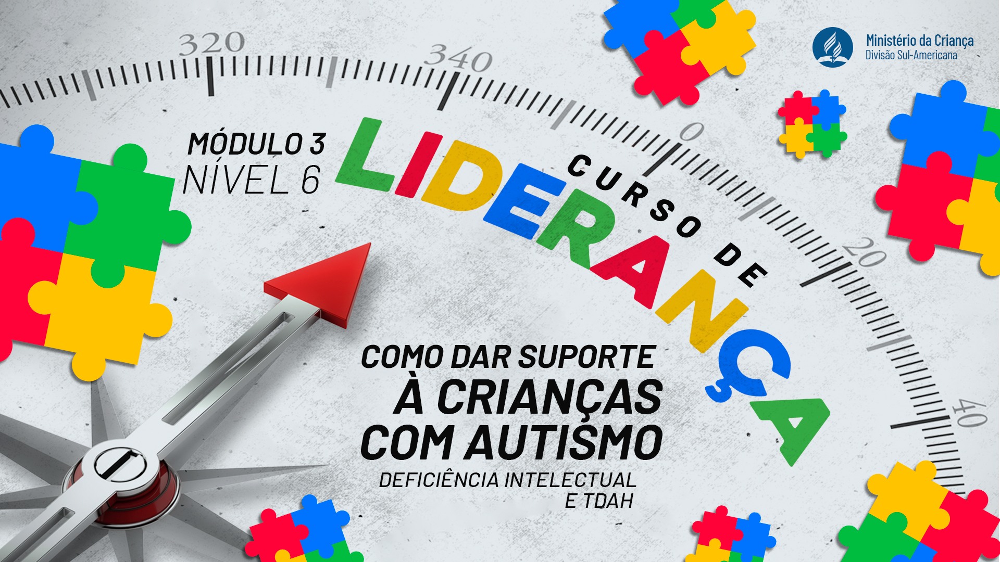 320
340
0
20
40
Ministério da Criança
Divisão Sul-Americana
MÓDULO 3
NÍVEL 6
CURSO DE
LIDERANÇA
COMO DAR SUPORTE
À CRIANÇAS
COM AUTISMO
DEFICIÊNCIA INTELECTUAL
E TDAH